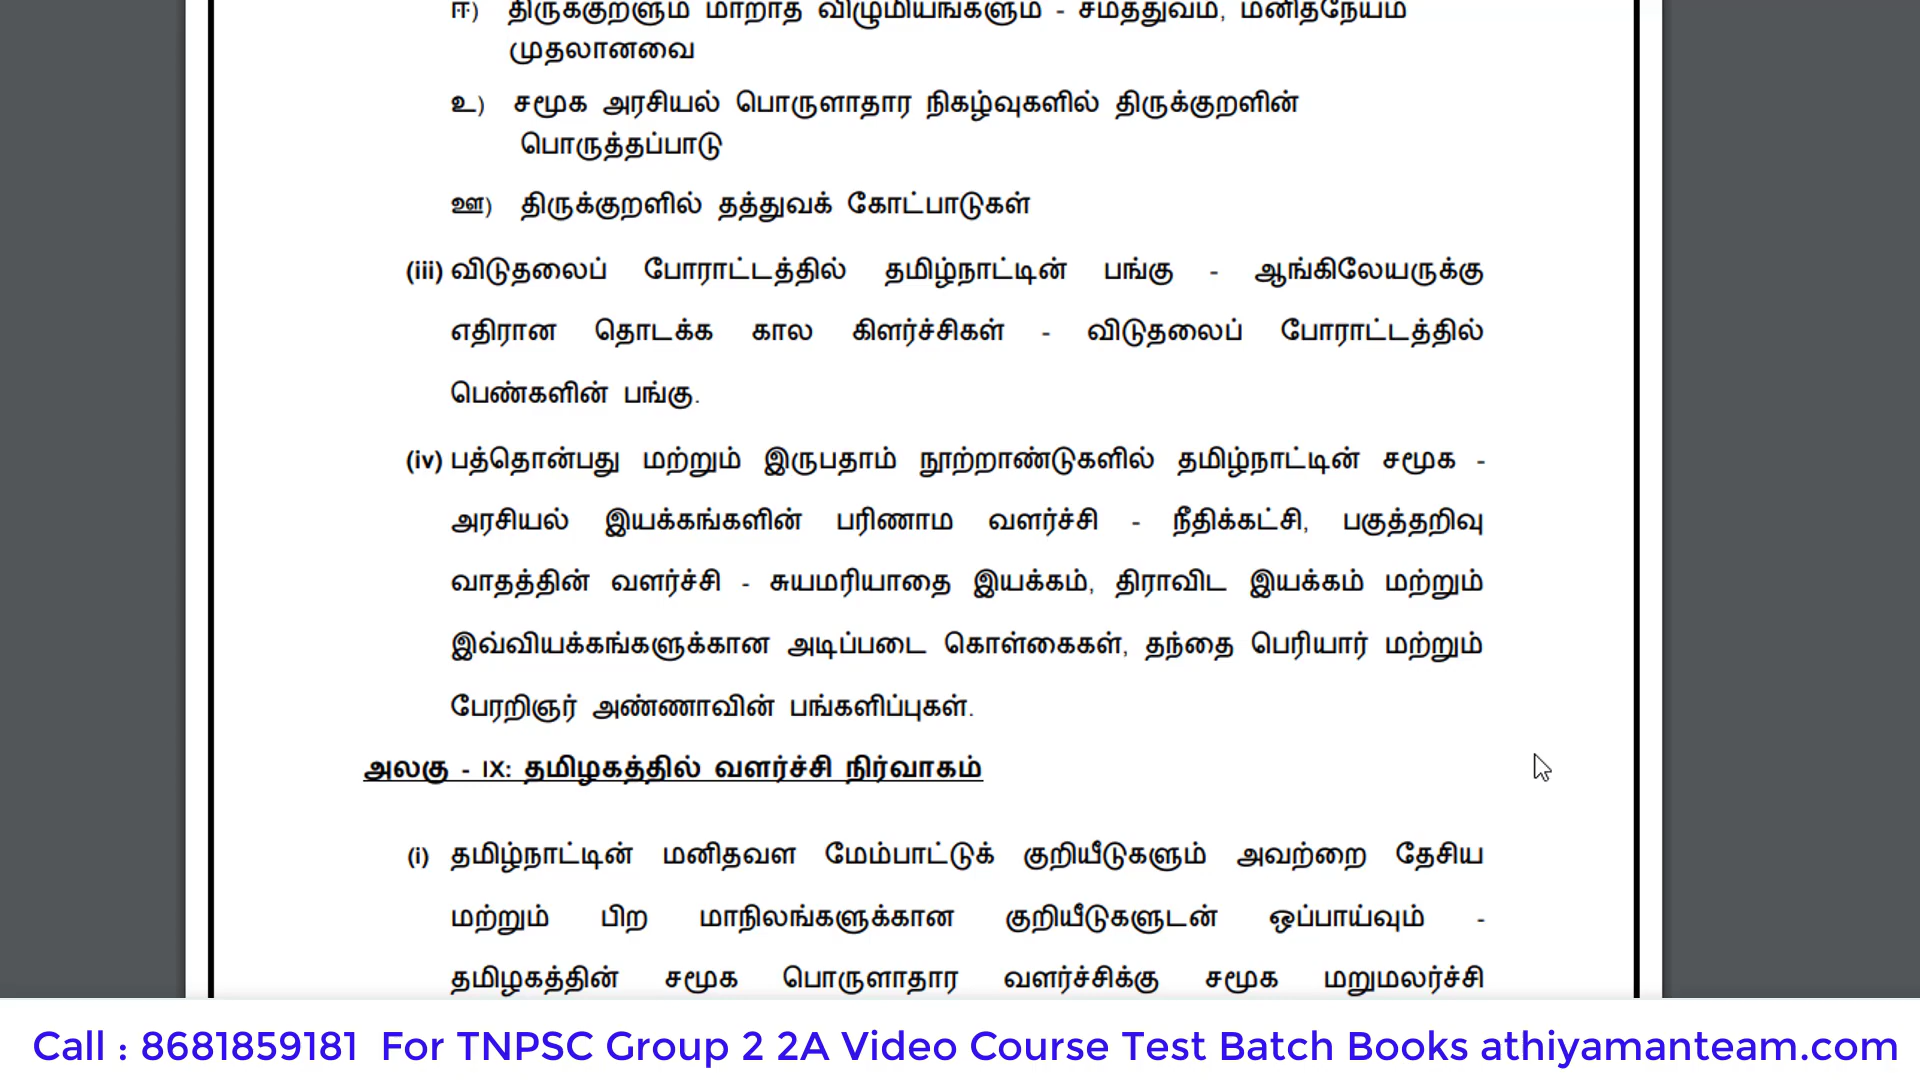 ஈ) திருக்குறளும் மாறாத விழுமியங்களும் - சமத்துவம், மனிதநேயம்
முதலானவை
உ) சமூக அரசியல் பொருளாதார நிகழ்வுகளில் திருக்குறளின்
பொருத்தப்பாடு
ஊ) திருக்குறளில் தத்துவக் கோட்பாடுகள்
(iii) விடுதலைப் போராட்டத்தில் தமிழ்நாட்டின் பங்கு - ஆங்கிலேயருக்கு
எதிரான தொடக்க கால கிளர்ச்சிகள் - விடுதலைப் போராட்டத்தில்
பெண்களின் பங்கு.
(iv) பத்தொன்பது மற்றும் இருபதாம் நூற்றாண்டுகளில் தமிழ்நாட்டின் சமூக -
அரசியல் இயக்கங்களின் பரிணாம வளர்ச்சி - நீதிக்கட்சி, பகுத்தறிவு
வாதத்தின் வளர்ச்சி - சுயமரியாதை இயக்கம், திராவிட இயக்கம் மற்றும்
இவ்வியக்கங்களுக்கான அடிப்படை கொள்கைகள், தந்தை பெரியார் மற்றும்
பேரறிஞர் அண்ணாவின் பங்களிப்புகள்.
அலகு - IX: தமிழகத்தில் வளர்ச்சி நிர்வாகம்
(i) தமிழ்நாட்டின் மனிதவள மேம்பாட்டுக் குறியீடுகளும் அவற்றை தேசிய
மற்றும் பிற மாநிலங்களுக்கான குறியீடுகளுடன் ஒப்பாய்வும் -
தமிழகத்தின் சமூக பொருளாதார வளர்ச்சிக்கு சமூக மறுமலர்ச்சி
Call : 8681859181 For TNPSC Group 2 2A Video Course Test Batch Books athiyamanteam.com